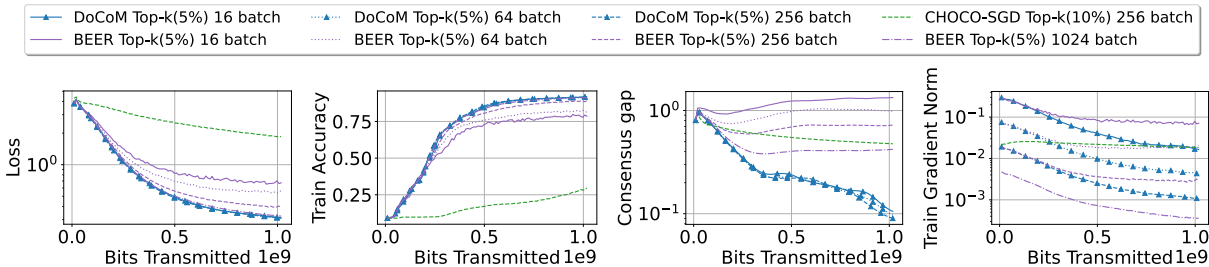 DoCoM Top-k(5%) 16 batch DoCoM Top-k(5%) 64 batch DoCoM Top-k(5%) 256 batch CHOCO-SGD Top-k(10%) 256 batch
BEER Top-k(5%) 16 batch BEER Top-k(5%) 64 batch BEER Top-k(5%) 256 batch BEER Top-k(5%) 1024 batch
Loss
10^0
0.0 0.5 1.0
Bits Transmitted 1e9
Train Accuracy
0.75
0.50
0.25
0.0 0.5 1.0
Bits Transmitted 1e9
Consensus gap
10^0
10^−1
0.0 0.5 1.0
Bits Transmitted 1e9
Train Gradient Norm
10^−1
10^−2
10^−3
0.0 0.5 1.0
Bits Transmitted 1e9